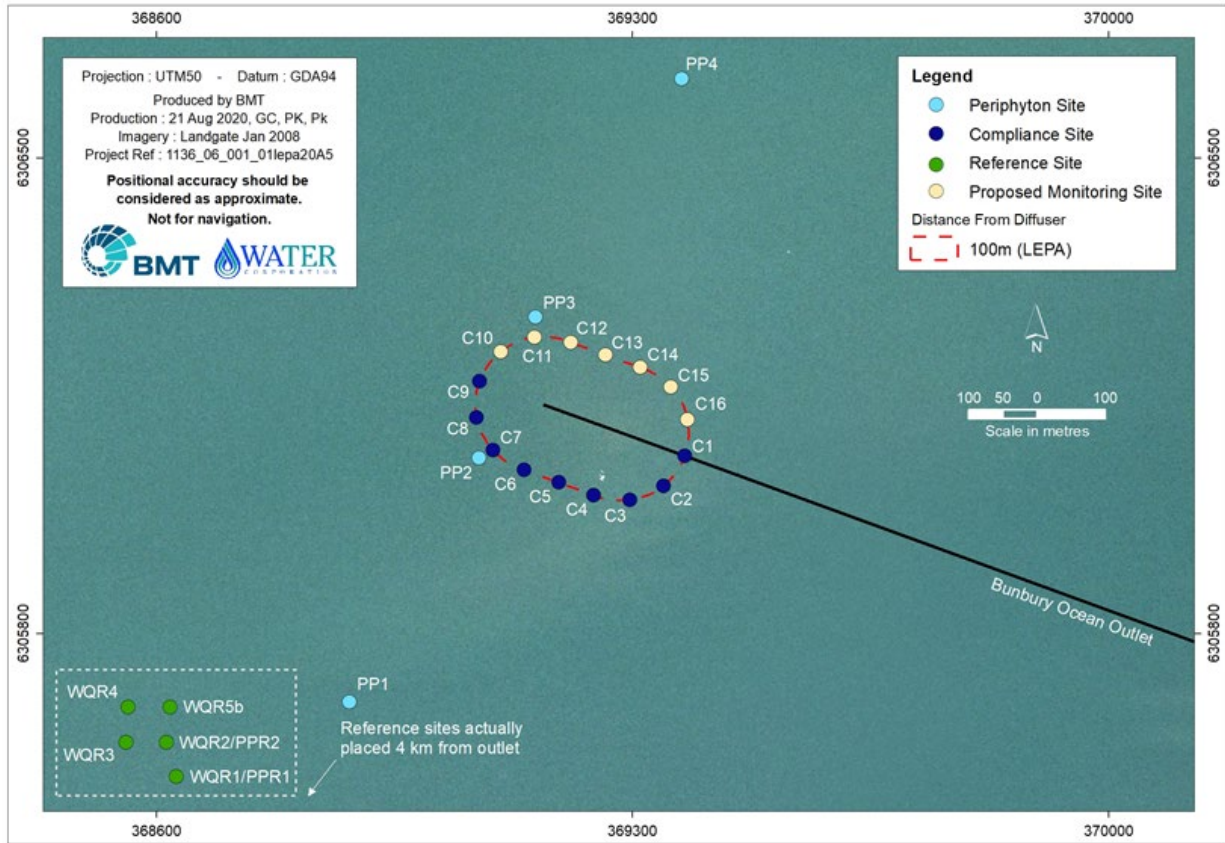 368600
369300
370000
Projection : UTM50 - Datum : GDA94
Produced by BMT
Production : 21 Aug 2020, GC, PK, Pk
Imagery : Landgate Jan 2008
Project Ref : 1136_06_001_01lepa20A5
Positional accuracy should be
considered as approximate.
Not for navigation.
BMT
WATER
CORPORATION
Legend
Periphyton Site
Compliance Site
Reference Site
Proposed Monitoring Site
Distance From Diffuser
100m (LEPA)
PP4
6306500
6306500
PP3
C10
C11
C12
C13
C14
C15
C16
C9
C8
C7
C1
PP2
C6
C5
C4
C3
C2
N
100 50 0 100
Scale in metres
Bunbury Ocean Outlet
6305800
6305800
WQR4
WQR5b
WQR3
WQR2/PPR2
WQR1/PPR1
PP1
Reference sites actually
placed 4 km from outlet
368600
369300
370000